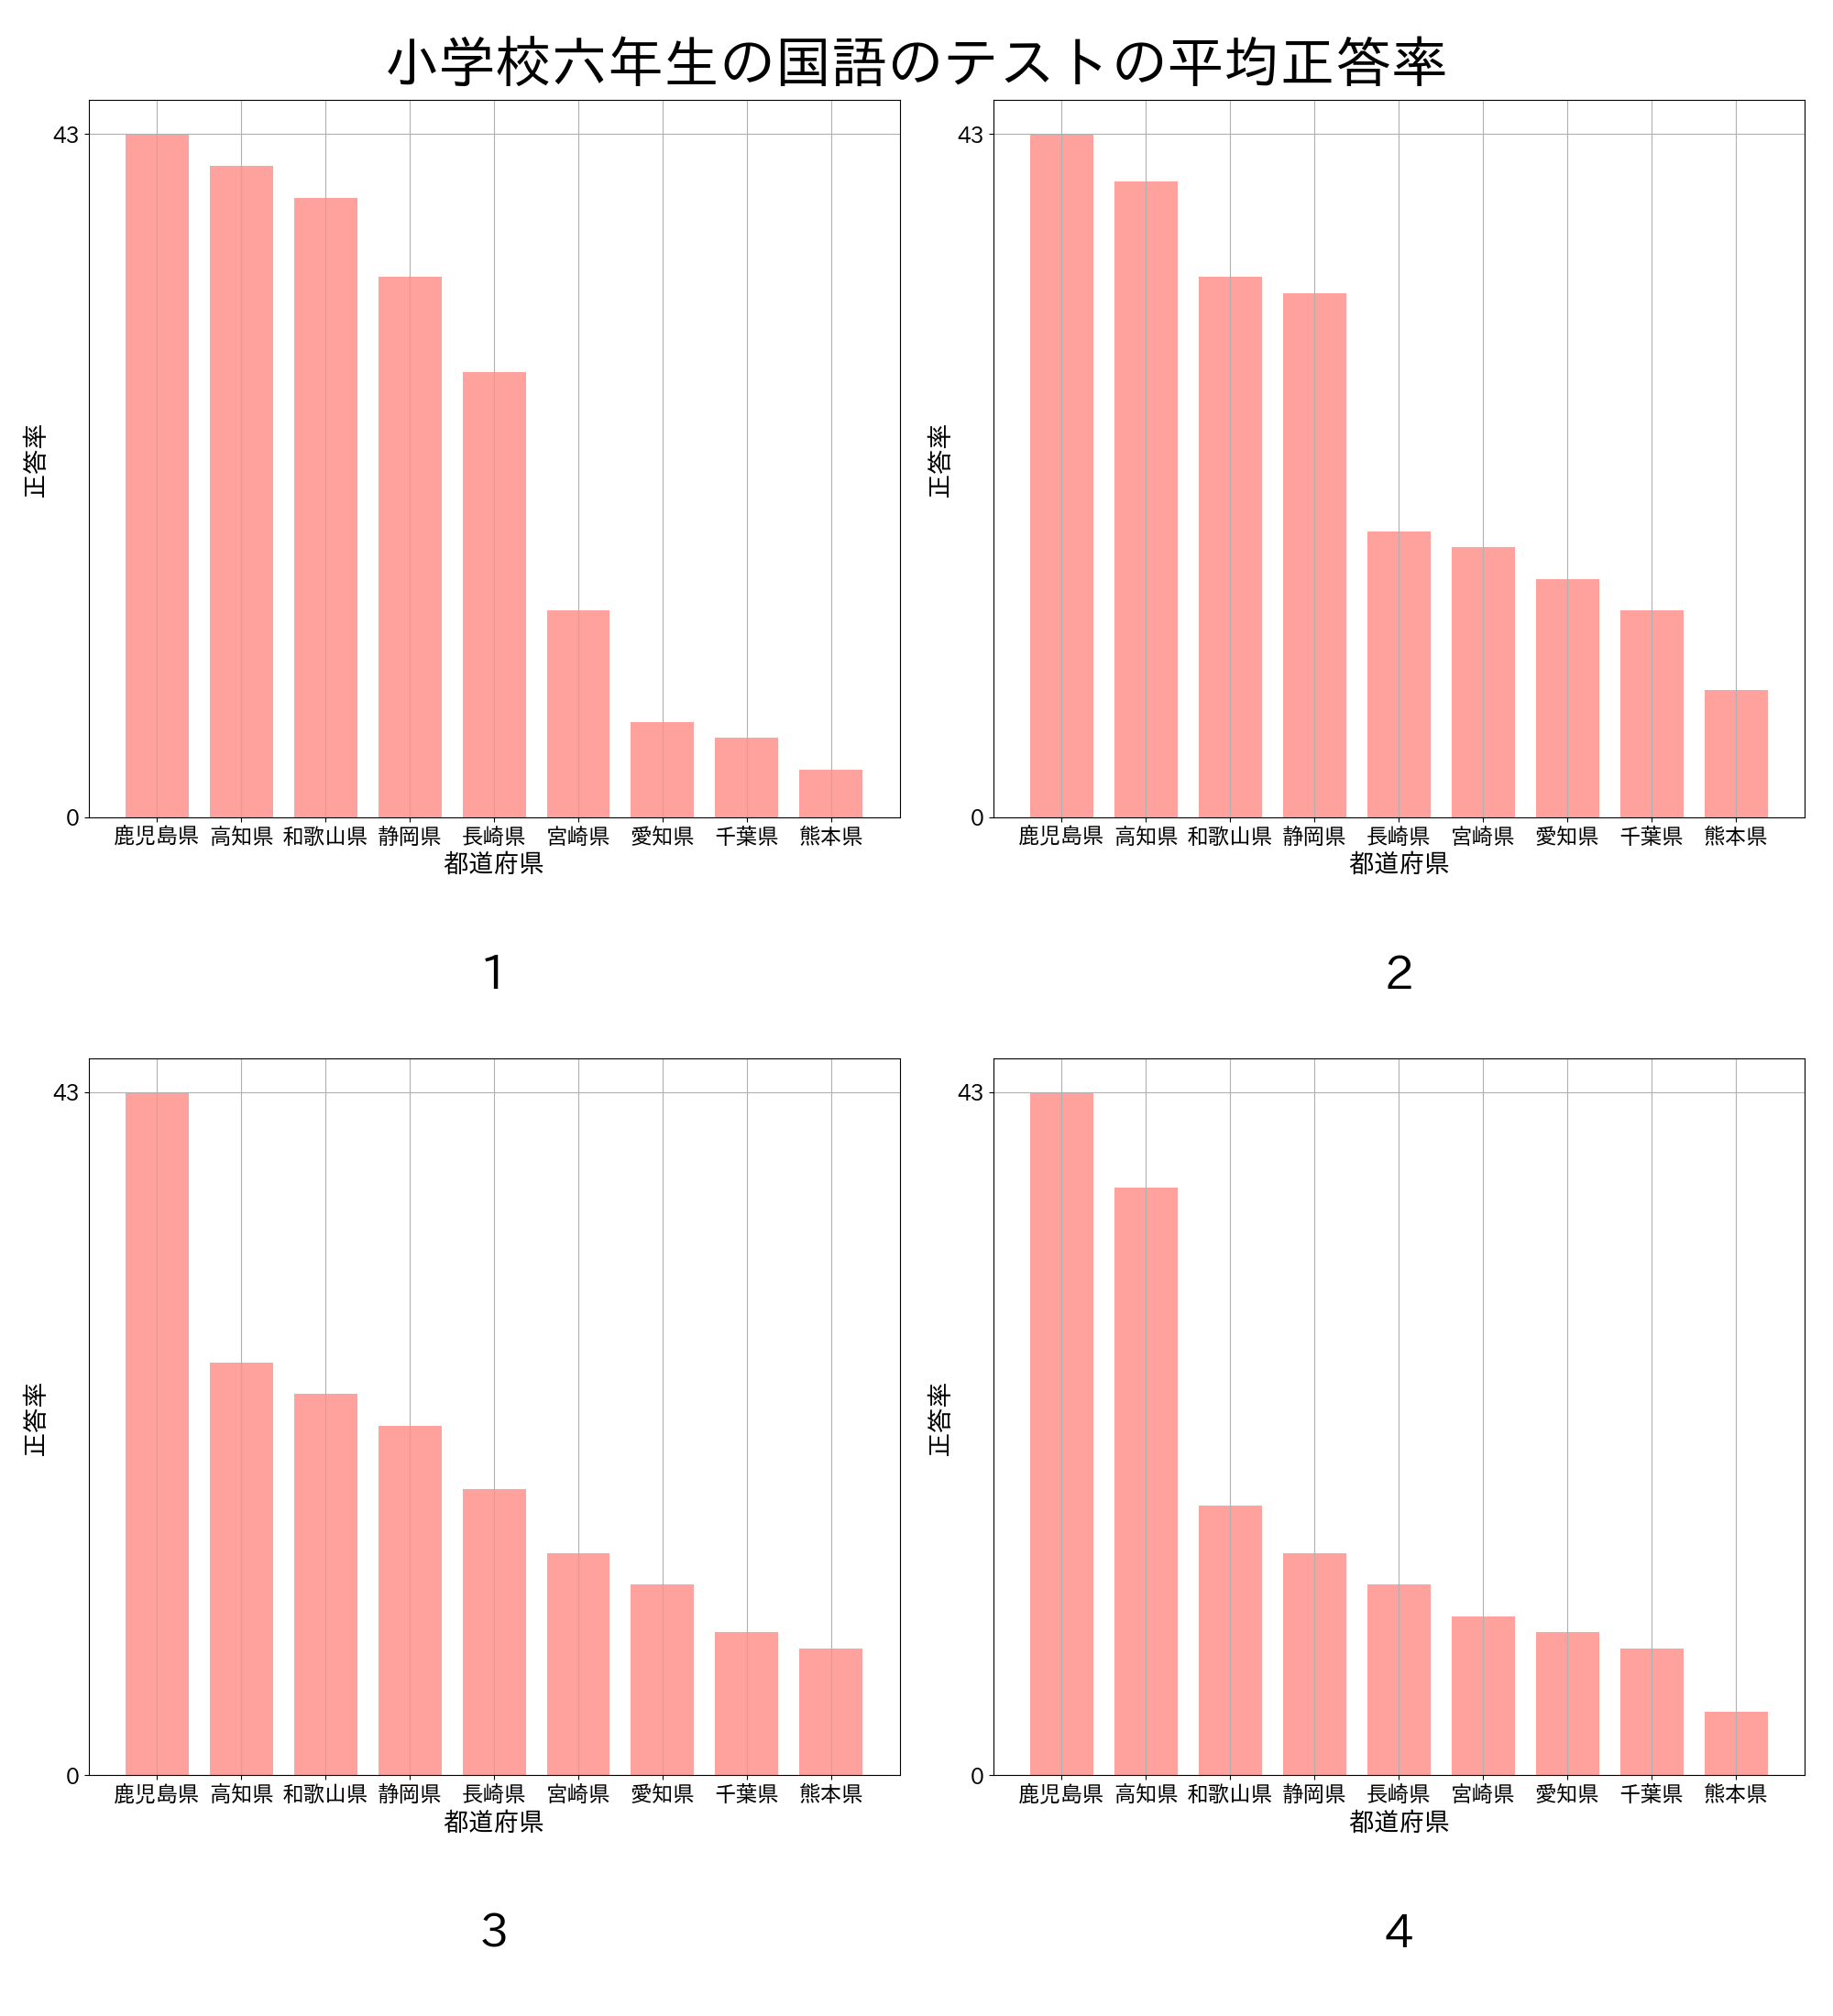 小学校六年生の国語のテストの平均正答率
43
0
正答率
鹿児島県 高知県 和歌山県 静岡県 長崎県 宮崎県 愛知県 千葉県 熊本県
都道府県
1
43
0
正答率
鹿児島県 高知県 和歌山県 静岡県 長崎県 宮崎県 愛知県 千葉県 熊本県
都道府県
2
43
0
正答率
鹿児島県 高知県 和歌山県 静岡県 長崎県 宮崎県 愛知県 千葉県 熊本県
都道府県
3
43
0
正答率
鹿児島県 高知県 和歌山県 静岡県 長崎県 宮崎県 愛知県 千葉県 熊本県
都道府県
4